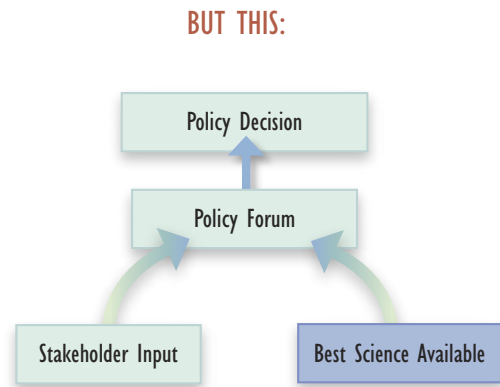 BUT THIS:
Policy Decision
Policy Forum
Stakeholder Input
Best Science Available